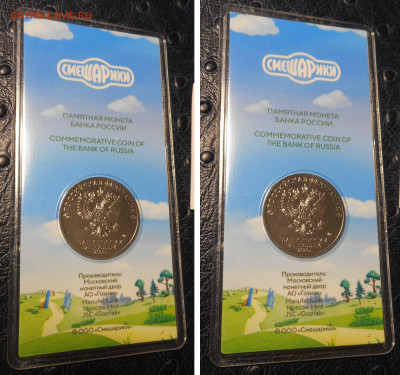 СМЕШАРИКИ
ПАМЯТНАЯ МОНЕТА
БАНКА РОССИИ
COMMEMORATIVE COIN OF
THE BANK OF RUSSIA
Производитель:
Московский
монетный двор
АО «Гознак»
Manufacturer:
Moscow Mint
JSC «Goznak»
© ООО «Смешарики»
СМЕШАРИКИ
ПАМЯТНАЯ МОНЕТА
БАНКА РОССИИ
COMMEMORATIVE COIN OF
THE BANK OF RUSSIA
Производитель:
Московский
монетный двор
АО «Гознак»
Manufacturer:
Moscow Mint
JSC «Goznak»
© ООО «Смешарики»